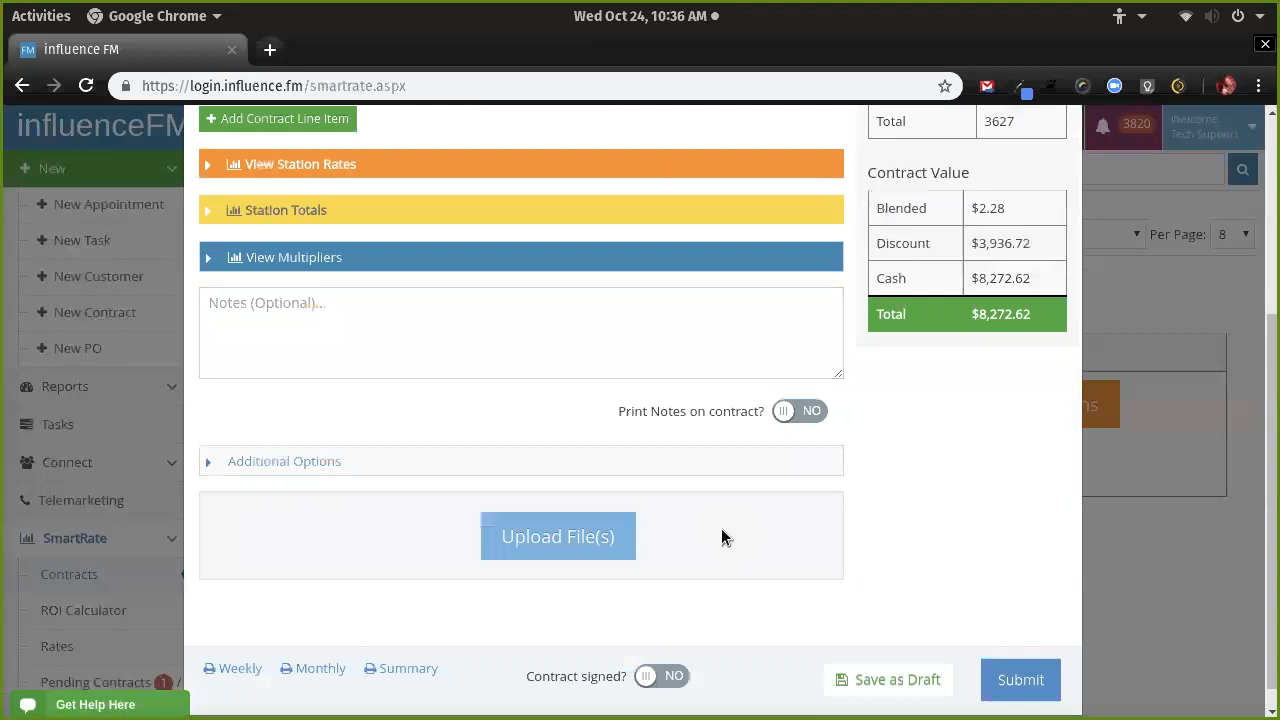 Activities Google Chrome Wed Oct 24, 10:36 AM
FM influence FM
https://login.influence.fm/smartrate.aspx
influenceFM
3820 Welcome, Tech Support
New
New Appointment
New Task
New Customer
New Contract
New PO
Reports
Tasks
Connect
Telemarketing
SmartRate
Contracts
ROI Calculator
Rates
Pending Contracts 1 /
Get Help Here
Add Contract Line Item
View Station Rates
Station Totals
View Multipliers
Notes (Optional)...
Print Notes on contract? NO
Additional Options
Upload File(s)
Weekly Monthly Summary
Contract signed? NO
Save as Draft
Submit
Total 3627
Contract Value
Blended $2.28
Discount $3,936.72
Cash $8,272.62
Total $8,272.62
Per Page: 8
ns